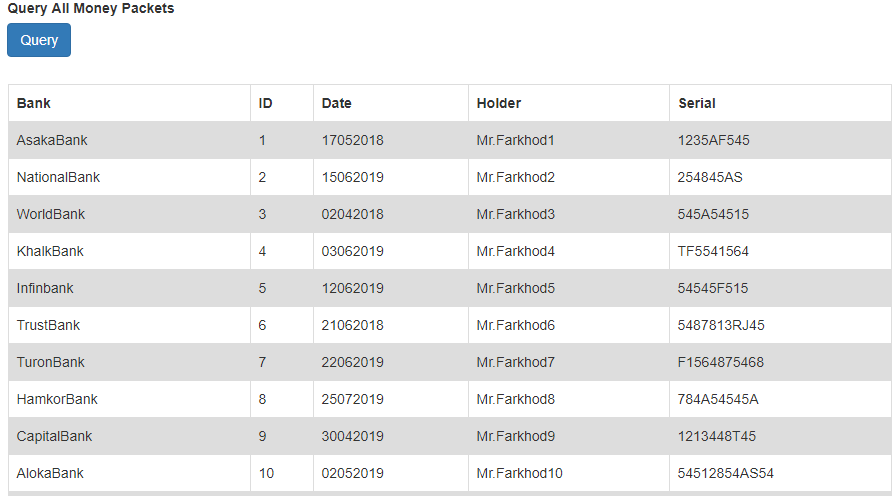 Query All Money Packets
Query
Bank ID Date Holder Serial
AsakaBank 1 17052018 Mr.Farkhod1 1235AF545
NationalBank 2 15062019 Mr.Farkhod2 254845AS
WorldBank 3 02042018 Mr.Farkhod3 545A54515
KhalkBank 4 03062019 Mr.Farkhod4 TF5541564
Infinbank 5 12062019 Mr.Farkhod5 54545F515
TrustBank 6 21062018 Mr.Farkhod6 5487813RJ45
TuronBank 7 22062019 Mr.Farkhod7 F1564875468
HamkorBank 8 25072019 Mr.Farkhod8 784A54545A
CapitalBank 9 30042019 Mr.Farkhod9 1213448T45
AlokaBank 10 02052019 Mr.Farkhod10 54512854AS54